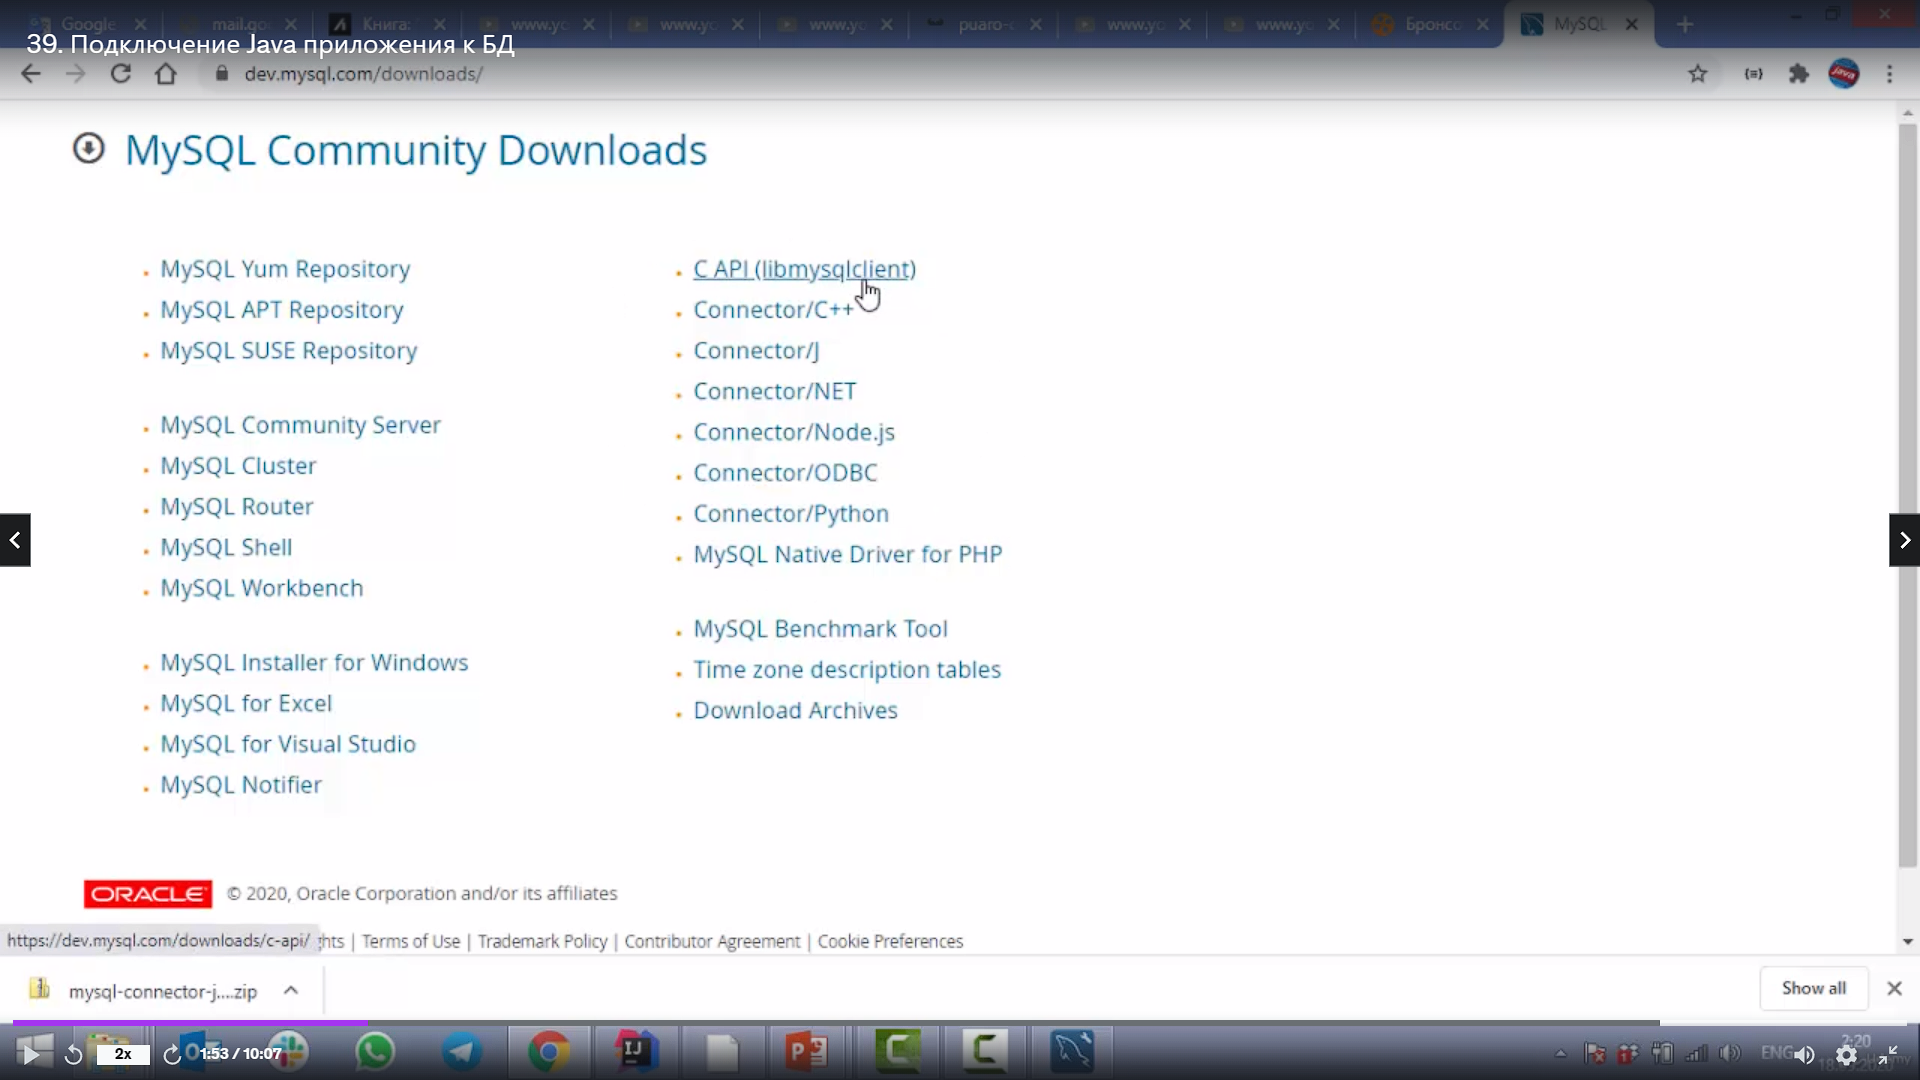 Google
mail.go
Книга:
www.yo
www.yo
www.yo
puaro-
www.yo
www.yo
Бронсо
MySQL
39. Подключение Java приложения к БД
dev.mysql.com/downloads/
MySQL Community Downloads
MySQL Yum Repository
MySQL APT Repository
MySQL SUSE Repository
MySQL Community Server
MySQL Cluster
MySQL Router
MySQL Shell
MySQL Workbench
MySQL Installer for Windows
MySQL for Excel
MySQL for Visual Studio
MySQL Notifier
C API (libmysqlclient)
Connector/C++
Connector/J
Connector/NET
Connector/Node.js
Connector/ODBC
Connector/Python
MySQL Native Driver for PHP
MySQL Benchmark Tool
Time zone description tables
Download Archives
ORACLE © 2020, Oracle Corporation and/or its affiliates
https://dev.mysql.com/downloads/c-api/ hts | Terms of Use | Trademark Policy | Contributor Agreement | Cookie Preferences
mysql-connector-j....zip
Show all
2x
1:53 / 10:07
ENG
2:20